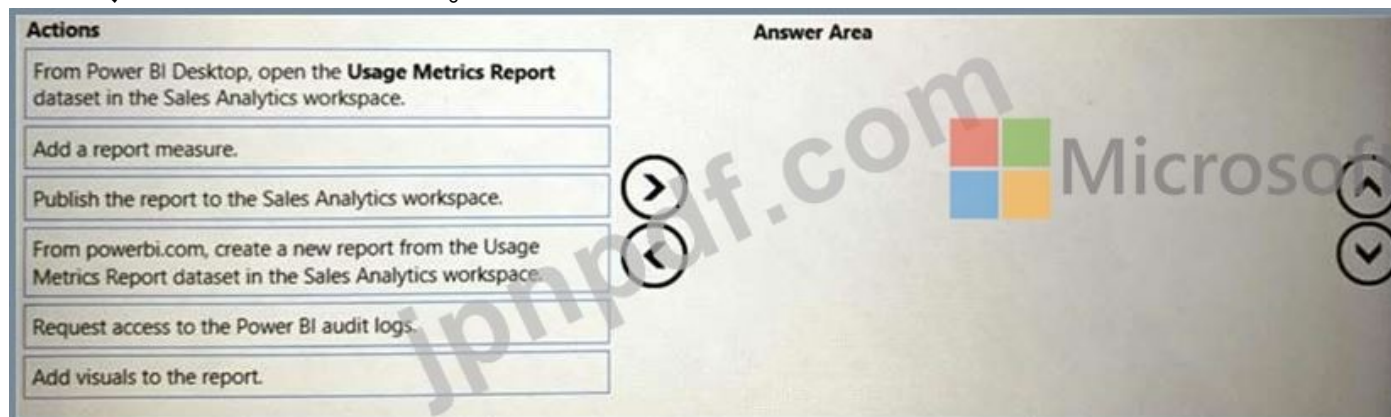 Actions
Answer Area
From Power BI Desktop, open the Usage Metrics Report
dataset in the Sales Analytics workspace.
Add a report measure.
Publish the report to the Sales Analytics workspace.
From powerbi.com, create a new report from the Usage
Metrics Report dataset in the Sales Analytics workspace.
Request access to the Power BI audit logs.
Add visuals to the report.
jpnpdf.com
Microsoft